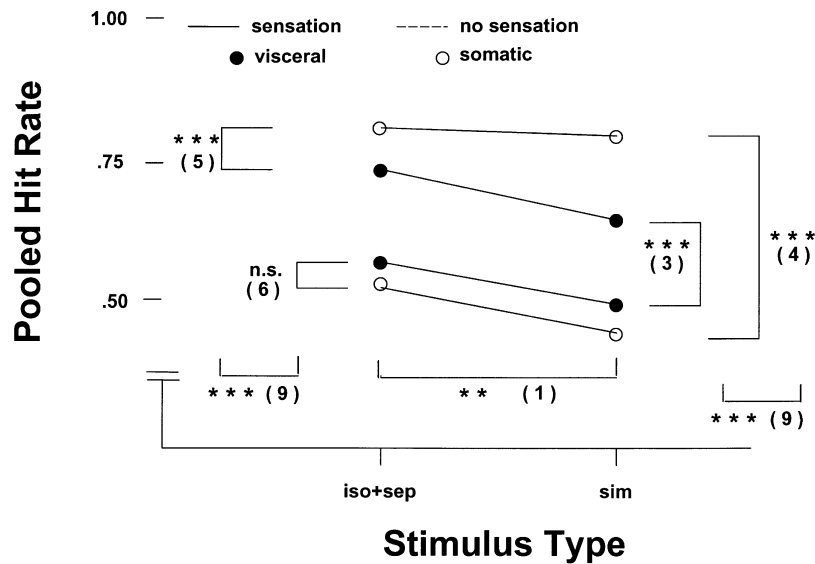 1.00
sensation
no sensation
visceral
somatic
Pooled Hit Rate
* * *
( 5 )
.75
* * *
( 3 )
* * *
( 4 )
n.s.
( 6 )
.50
* * * ( 9 )
* * ( 1 )
* * * ( 9 )
iso+sep
sim
Stimulus Type